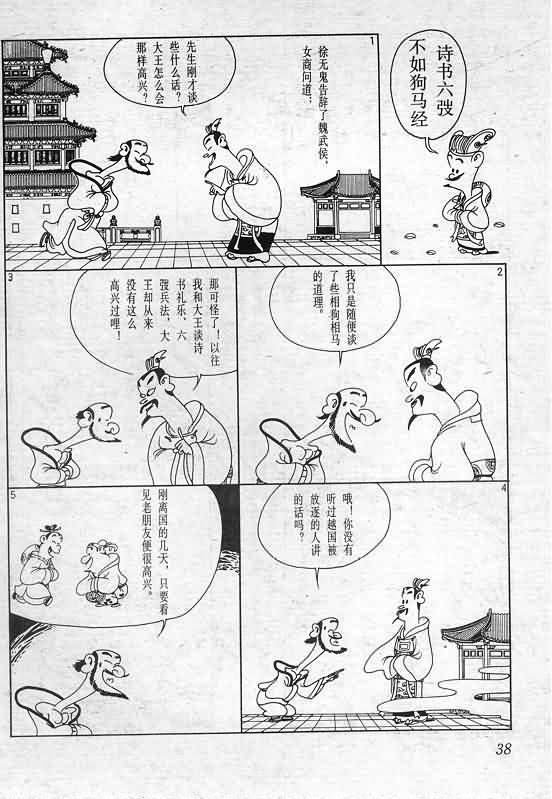 诗书六弢
不如狗马经
1
徐无鬼告辞了魏武侯，
女商问道：
先生刚才谈
些什么话？
大王怎么会
那样高兴？
2
我只是随便谈
了些相狗相马
的道理。
3
那可怪了！以往
我和大王谈诗
书礼乐、六
弢兵法，大
王却从来
没有这么
高兴过哩！
4
哦！你没有
听过越国被
放逐的人讲
的话吗？
5
刚离国的几天，只要看
见老朋友便很高兴。
38